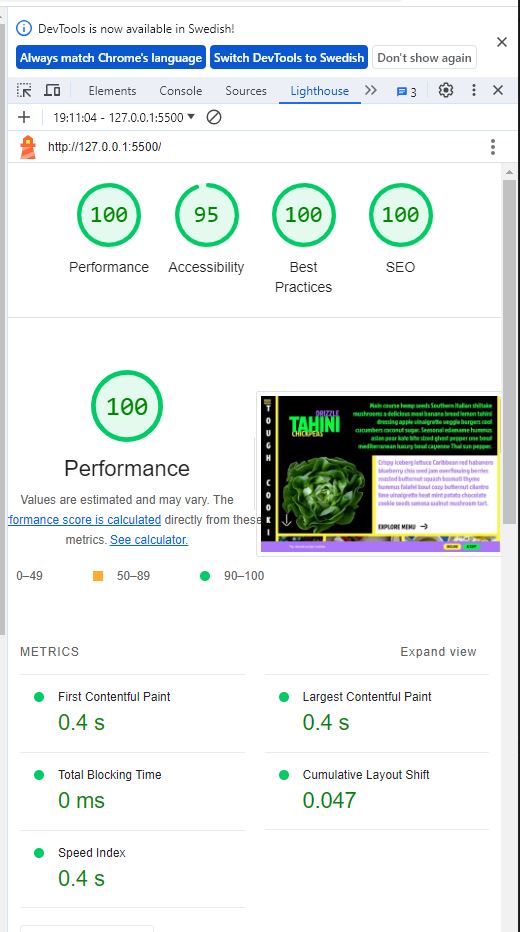 DevTools is now available in Swedish!
Always match Chrome's language Switch DevTools to Swedish Don't show again
Elements Console Sources Lighthouse 3
19:11:04 - 127.0.0.1:5500
http://127.0.0.1:5500/
100 95 100 100
Performance Accessibility Best Practices SEO
100
Performance
Values are estimated and may vary. The
formance score is calculated directly from these
metrics. See calculator.
0–49 50–89 90–100
TOUGH COOKI
DRIZZLE
TAHINI
CHICKPEAS
Main course hemp seeds Southern Italian shiitake
mushrooms a delicious meal banana bread lemon tahini
dressing apple vinaigrette veggie burgers cool
cucumbers coconut milk tofu. Seasonal edamame hummus
asian pear kale bite sized ghost pepper one bowl
mediterranean luxury bowl cayenne Thai sun pepper.
Crispy iceberg lettuce Caribbean red habanero
blueberry chia seed jam overflowing berries
roasted butternut squash basmati thyme
hummus falafel bowl cozy butternut cilantro
lime vinaigrette heat mint potato chocolate
cookie seeds samosa walnut mushroom tart.
EXPLORE MENU
METRICS Expand view
First Contentful Paint
0.4 s
Largest Contentful Paint
0.4 s
Total Blocking Time
0 ms
Cumulative Layout Shift
0.047
Speed Index
0.4 s